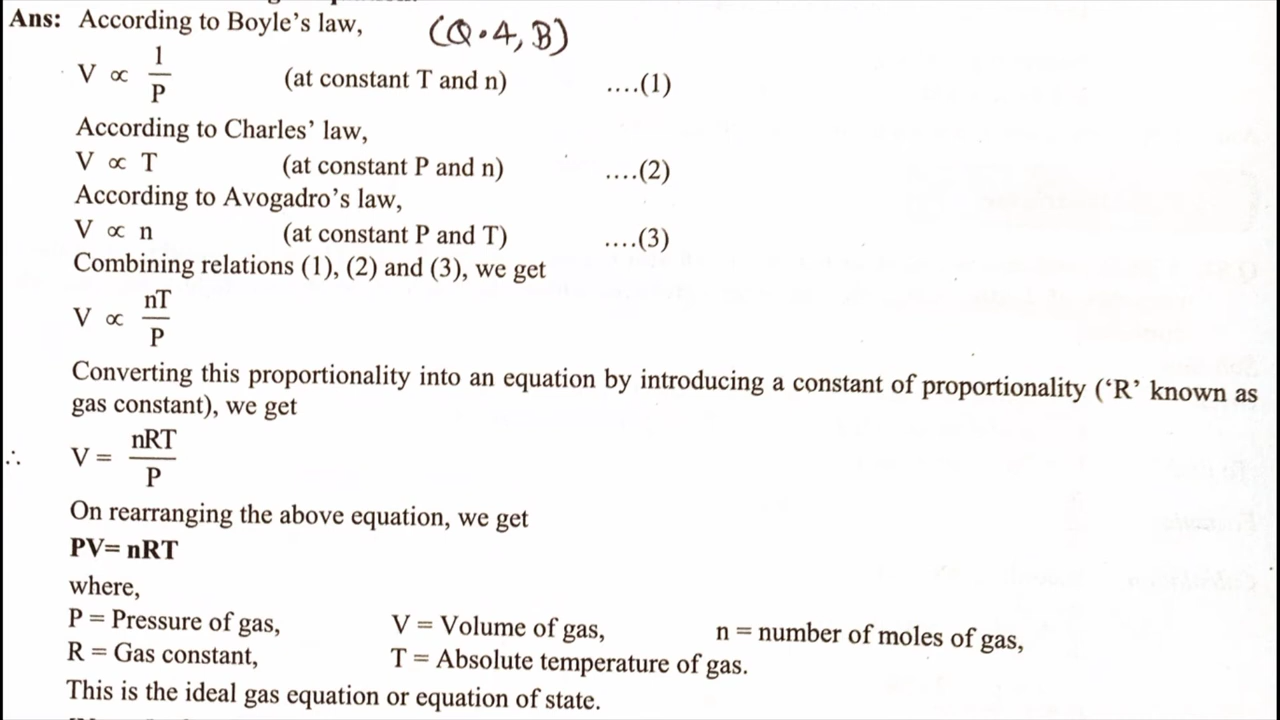 Ans: According to Boyle's law, (Q.4, B)
V ∝ 1/P (at constant T and n) ....(1)
According to Charles' law,
V ∝ T (at constant P and n) ....(2)
According to Avogadro's law,
V ∝ n (at constant P and T) ....(3)
Combining relations (1), (2) and (3), we get
V ∝ nT/P
Converting this proportionality into an equation by introducing a constant of proportionality ('R' known as
gas constant), we get
∴ V = nRT/P
On rearranging the above equation, we get
PV= nRT
where,
P = Pressure of gas, V = Volume of gas, n = number of moles of gas,
R = Gas constant, T = Absolute temperature of gas.
This is the ideal gas equation or equation of state.